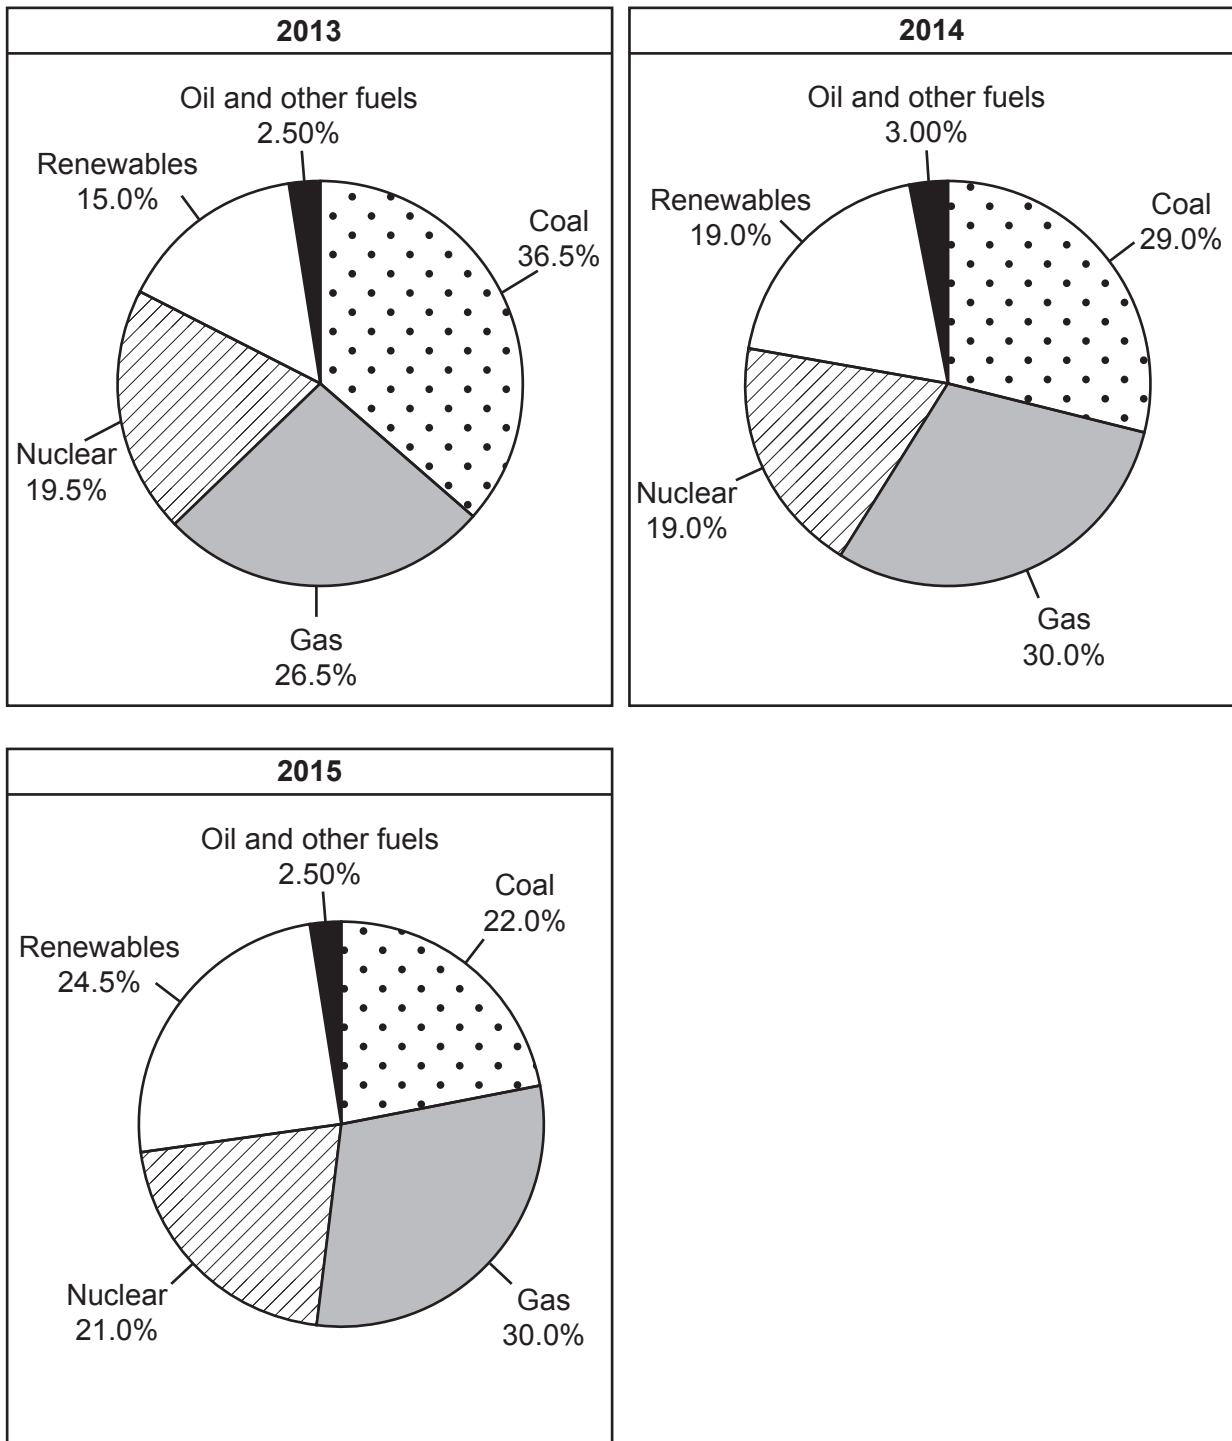 2013
Oil and other fuels
2.50%
Renewables
15.0%
Coal
36.5%
Nuclear
19.5%
Gas
26.5%
2014
Oil and other fuels
3.00%
Renewables
19.0%
Coal
29.0%
Nuclear
19.0%
Gas
30.0%
2015
Oil and other fuels
2.50%
Coal
22.0%
Renewables
24.5%
Nuclear
21.0%
Gas
30.0%